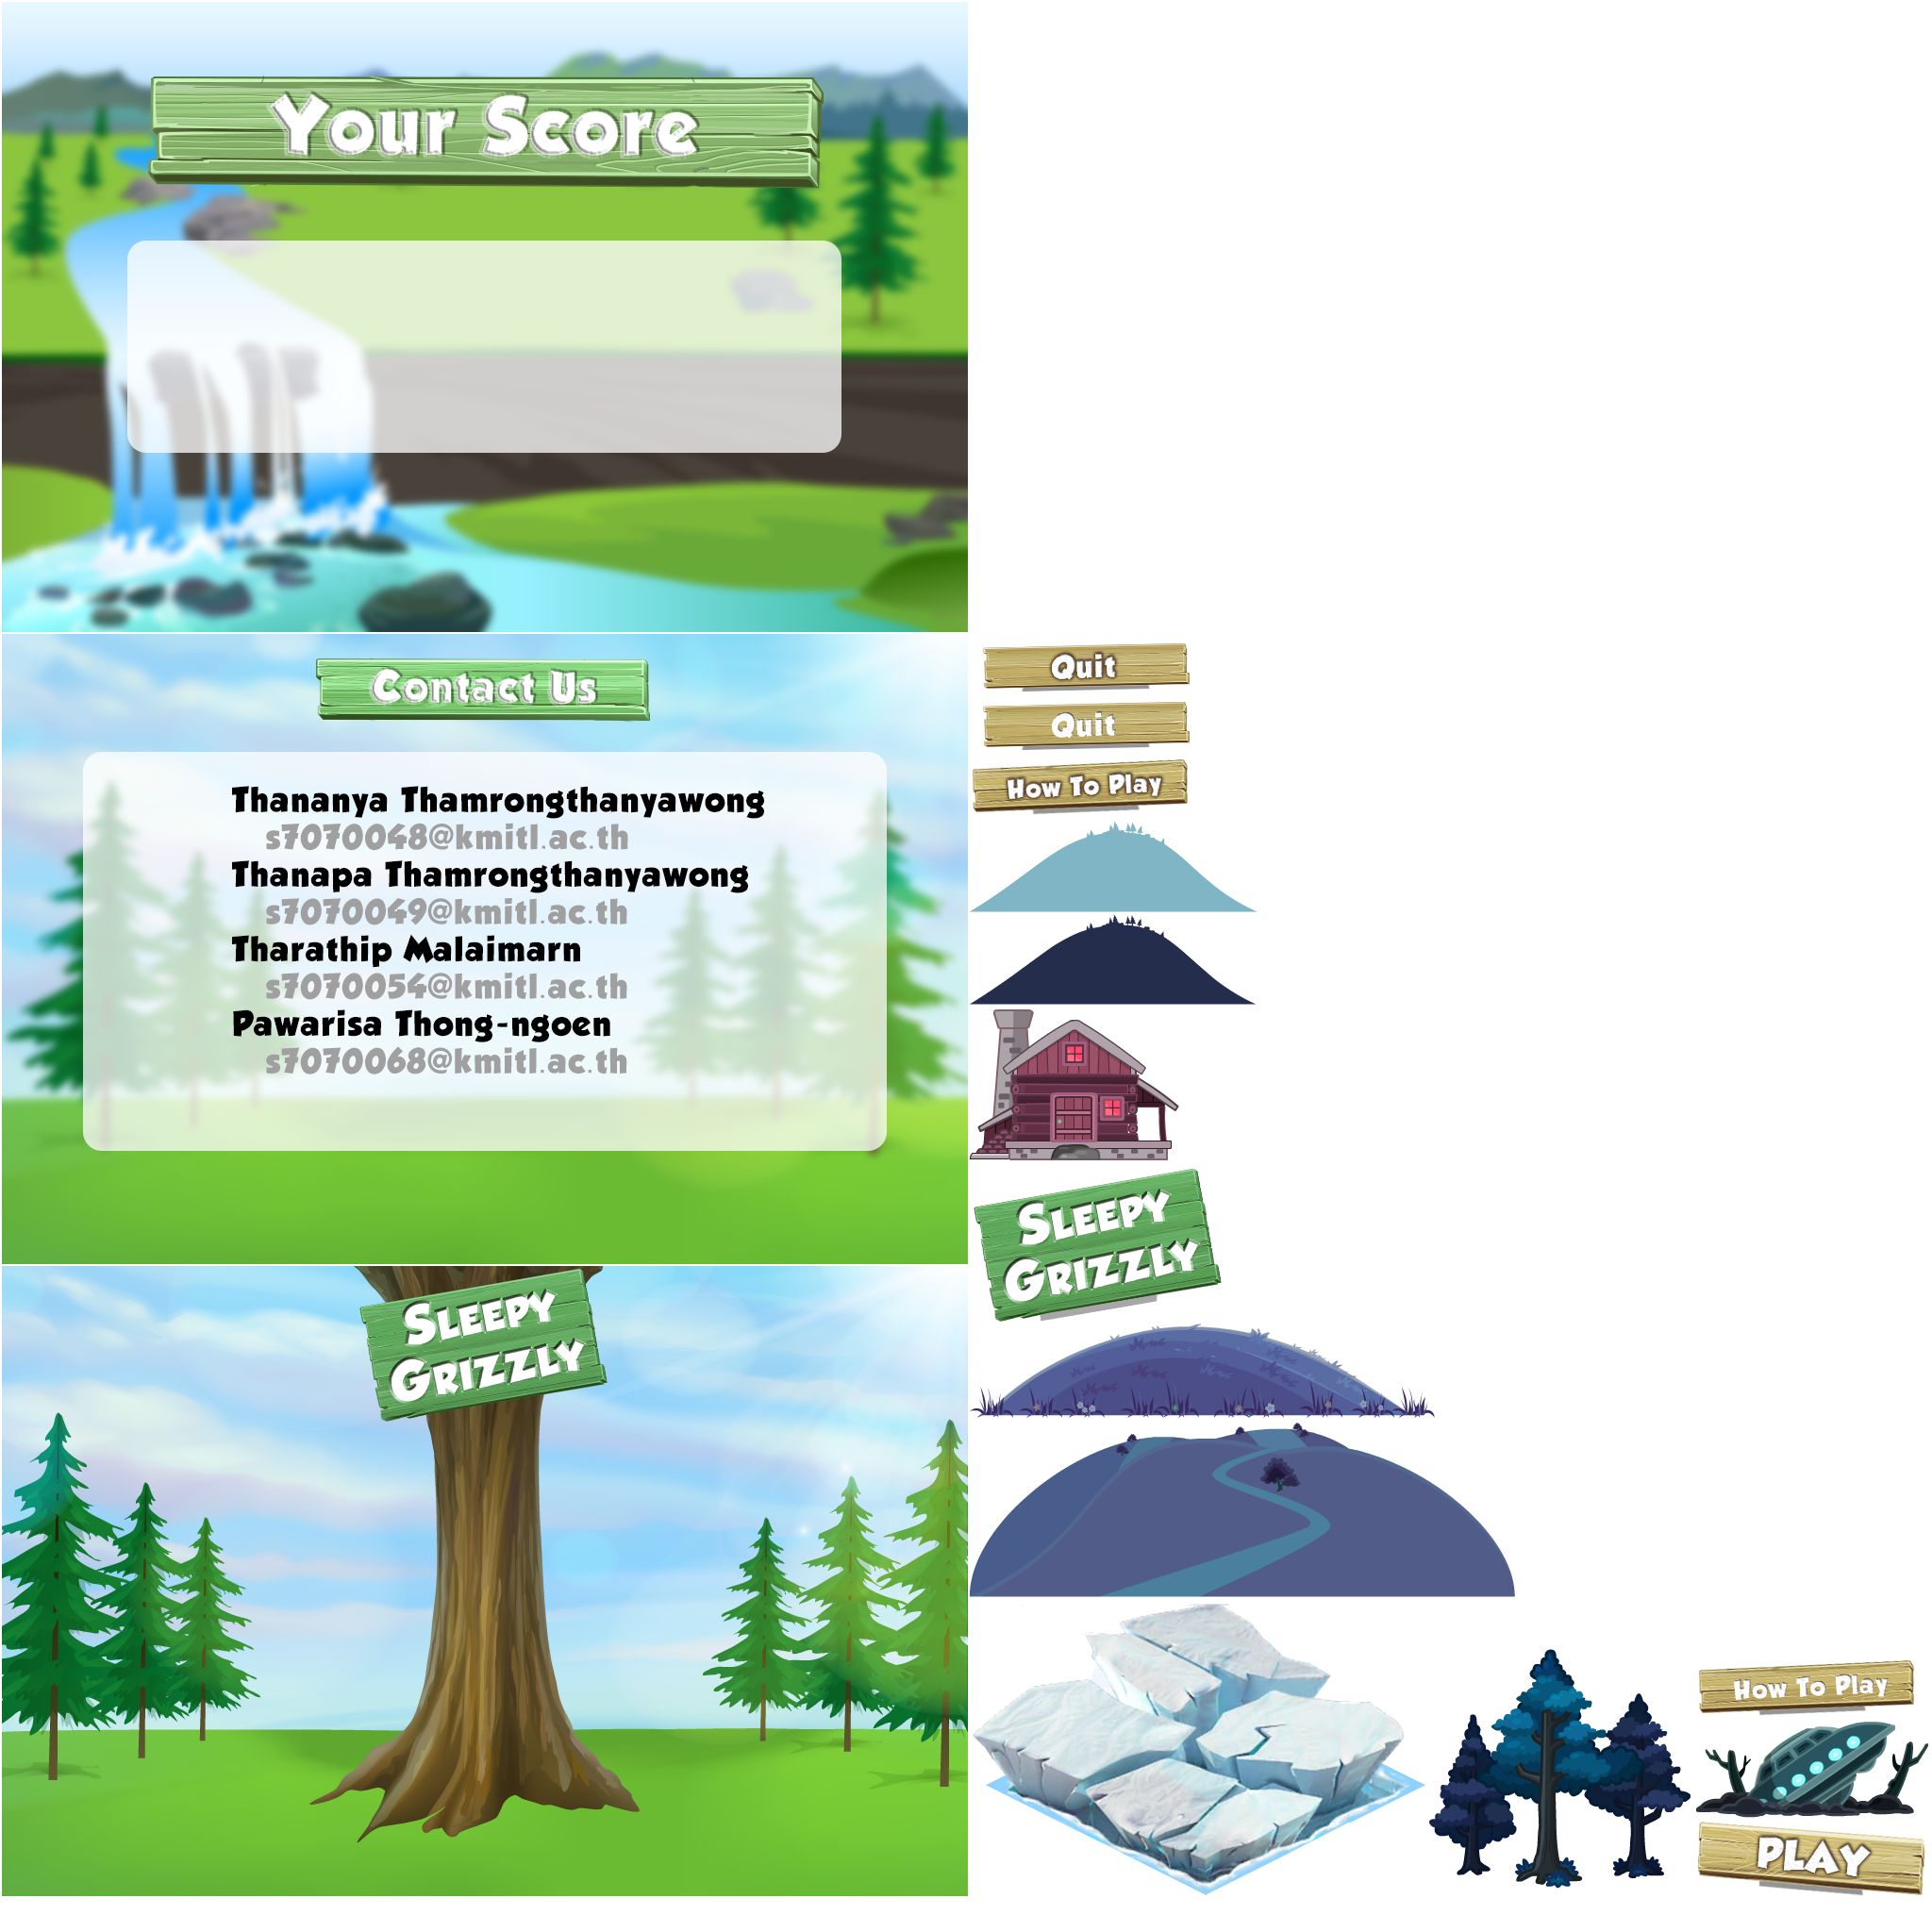 Your Score
Contact Us
Thananya Thamrongthanyawong
s7070048@kmitl.ac.th
Thanapa Thamrongthanyawong
s7070049@kmitl.ac.th
Tharathip Malaimarn
s7070054@kmitl.ac.th
Pawarisa Thong-ngoen
s7070068@kmitl.ac.th
SLEEPY
GRIZZLY
Quit
Quit
How To Play
SLEEPY
GRIZZLY
How To Play
PLAY